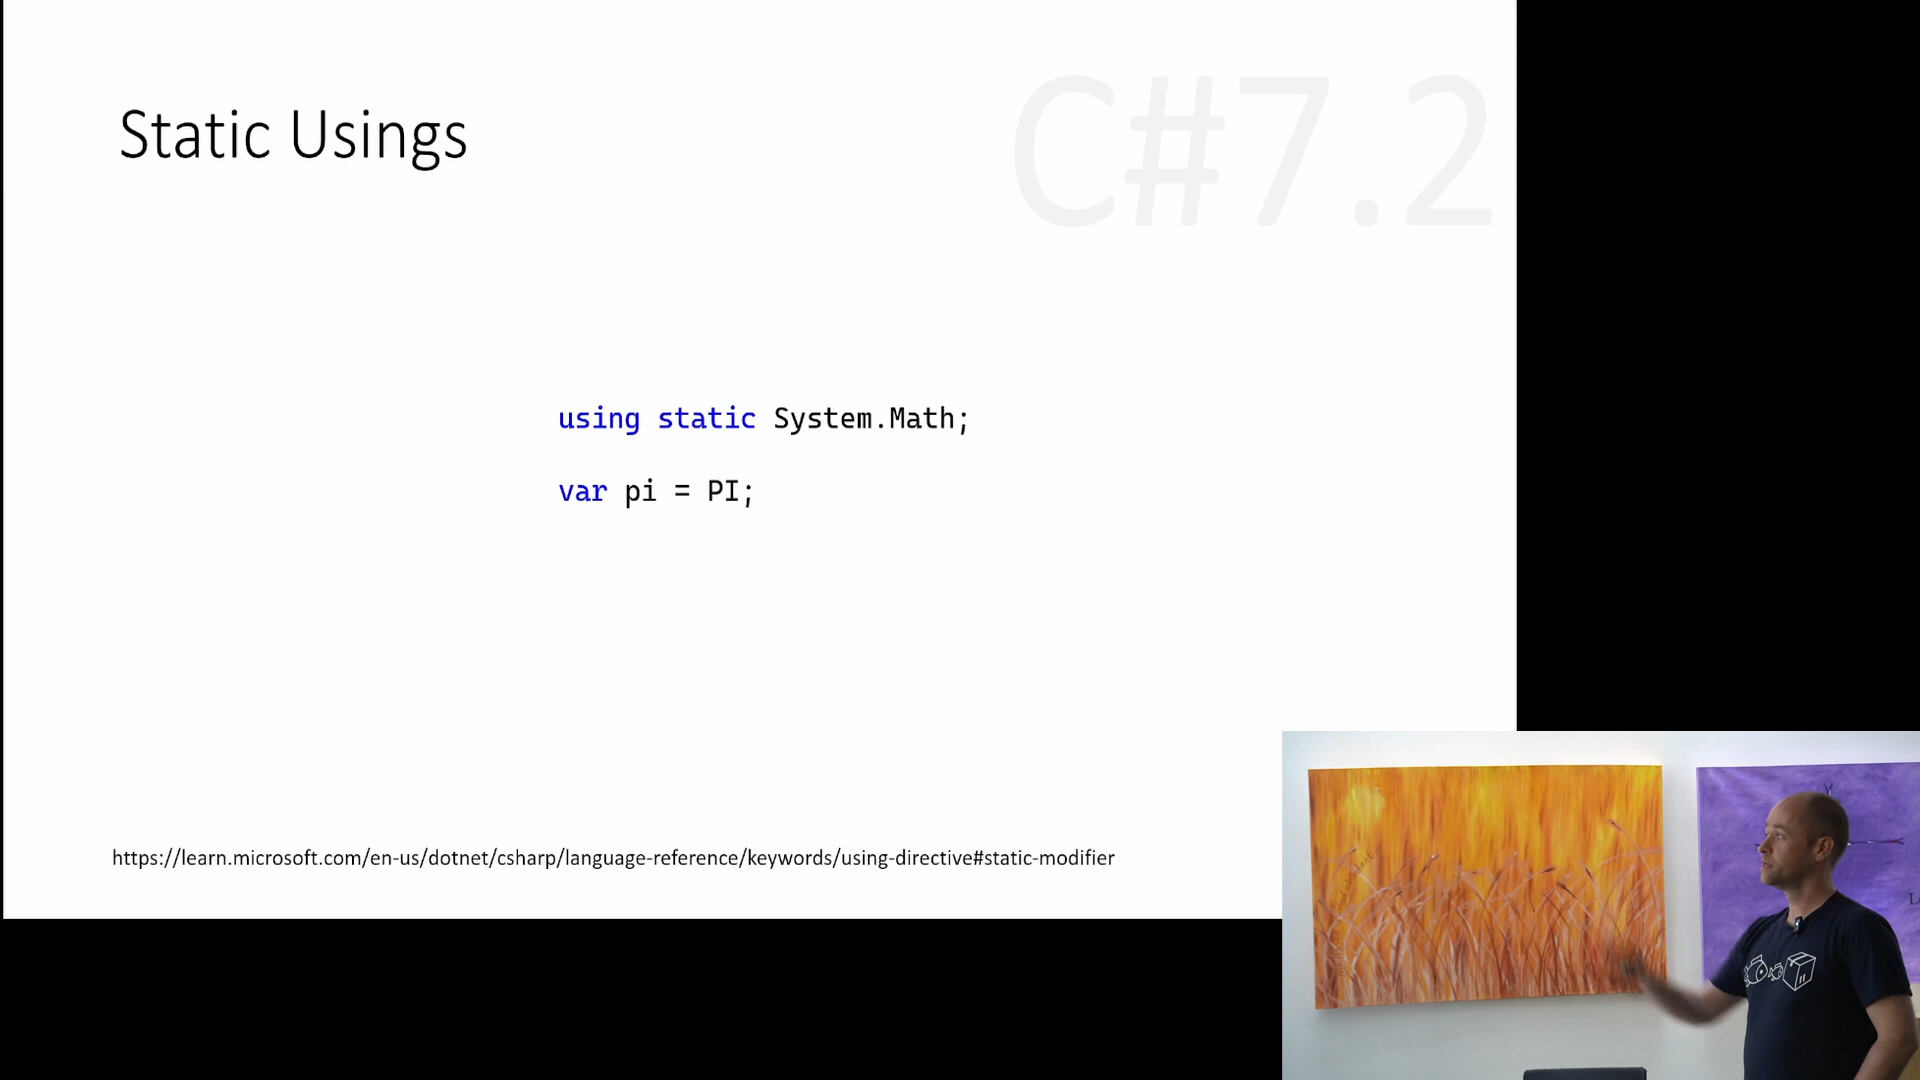 C#7.2
Static Usings
using static System.Math;
var pi = PI;
https://learn.microsoft.com/en-us/dotnet/csharp/language-reference/keywords/using-directive#static-modifier